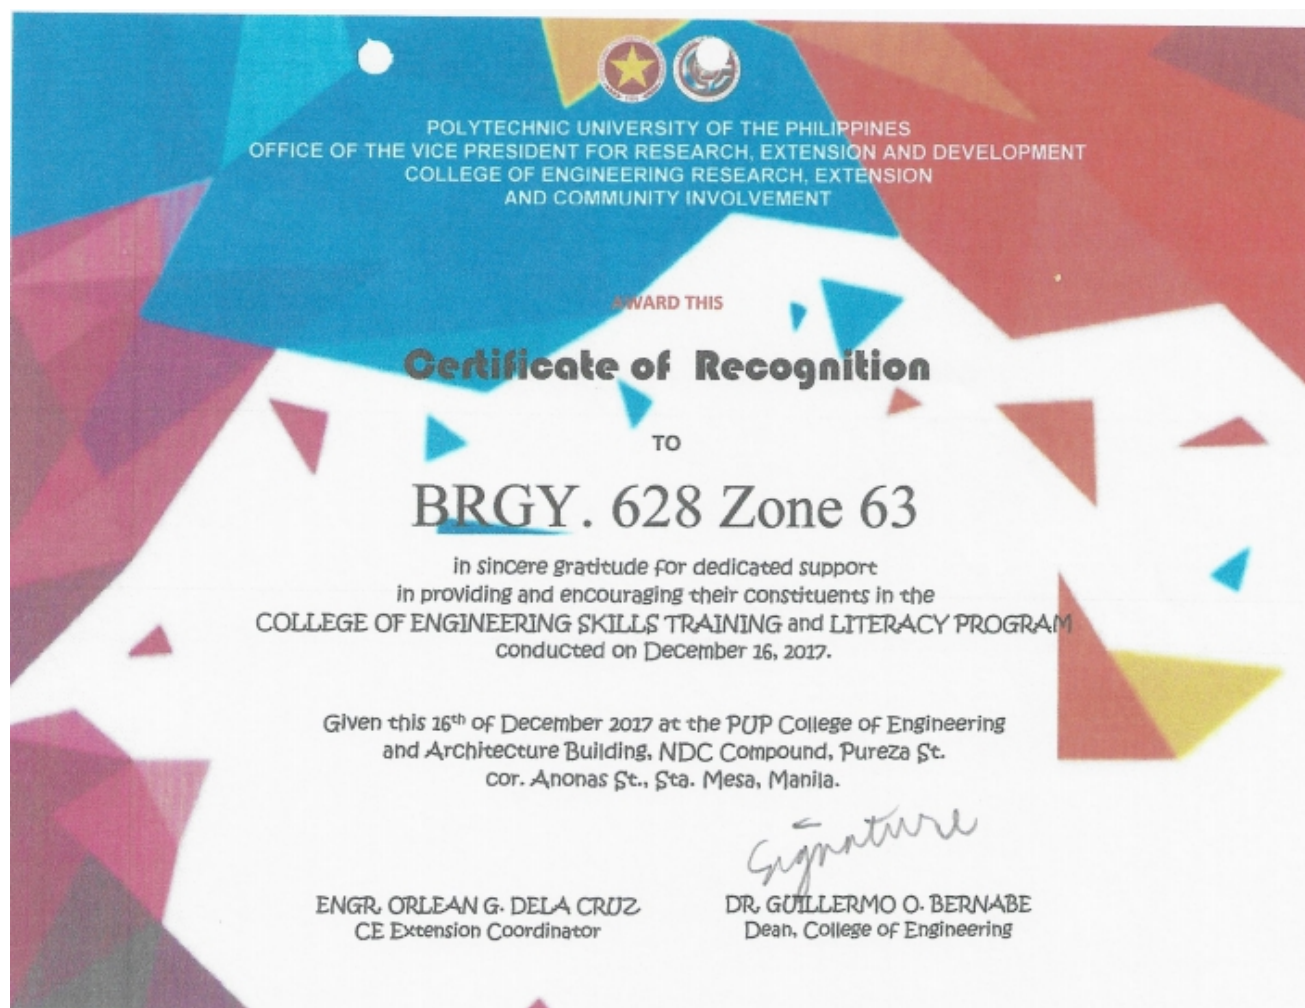 POLYTECHNIC UNIVERSITY OF THE PHILIPPINES
OFFICE OF THE VICE PRESIDENT FOR RESEARCH, EXTENSION AND DEVELOPMENT
COLLEGE OF ENGINEERING RESEARCH, EXTENSION
AND COMMUNITY INVOLVEMENT
AWARD THIS
Certificate of Recognition
TO
BRGY. 628 Zone 63
in sincere gratitude for dedicated support
in providing and encouraging their constituents in the
COLLEGE OF ENGINEERING SKILLS TRAINING and LITERACY PROGRAM
conducted on December 16, 2017.
Given this 16th of December 2017 at the PUP College of Engineering
and Architecture Building, NDC Compound, Pureza St.
cor. Anonas St., Sta. Mesa, Manila.
Signature
ENGR. ORLEAN G. DELA CRUZ
CE Extension Coordinator
DR. GUILLERMO O. BERNABE
Dean, College of Engineering